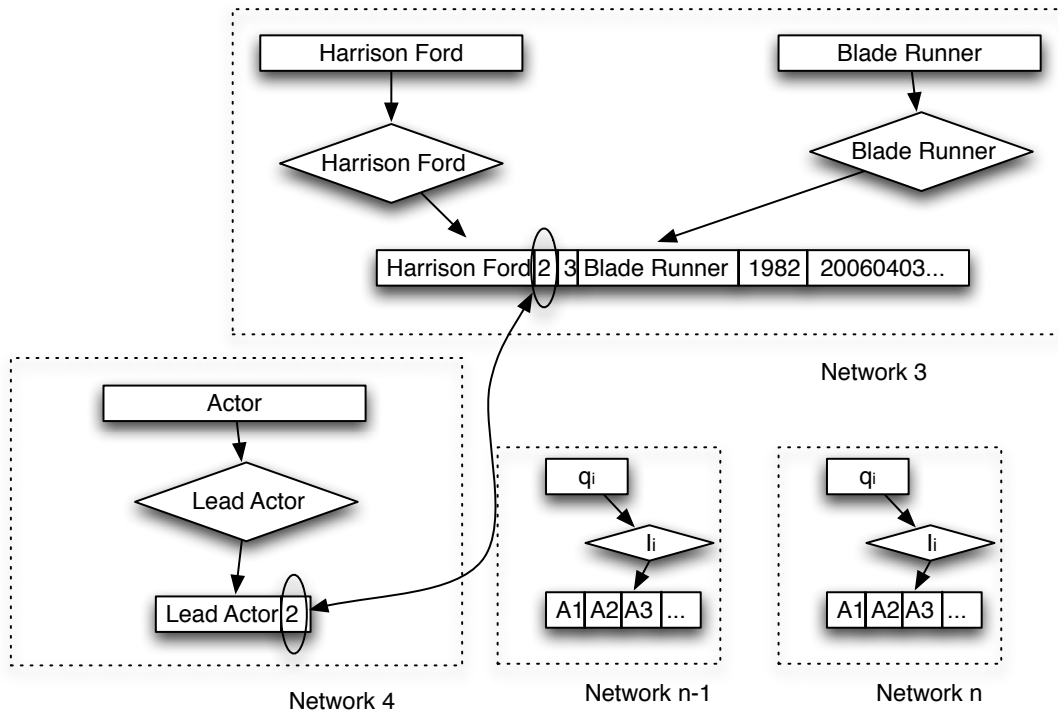 Harrison Ford
Blade Runner
Harrison Ford
Blade Runner
Harrison Ford 2 3 Blade Runner 1982 20060403...
Network 3
Actor
Lead Actor
Lead Actor 2
Network 4
qi
Ii
A1 A2 A3 ...
Network n-1
qi
Ii
A1 A2 A3 ...
Network n